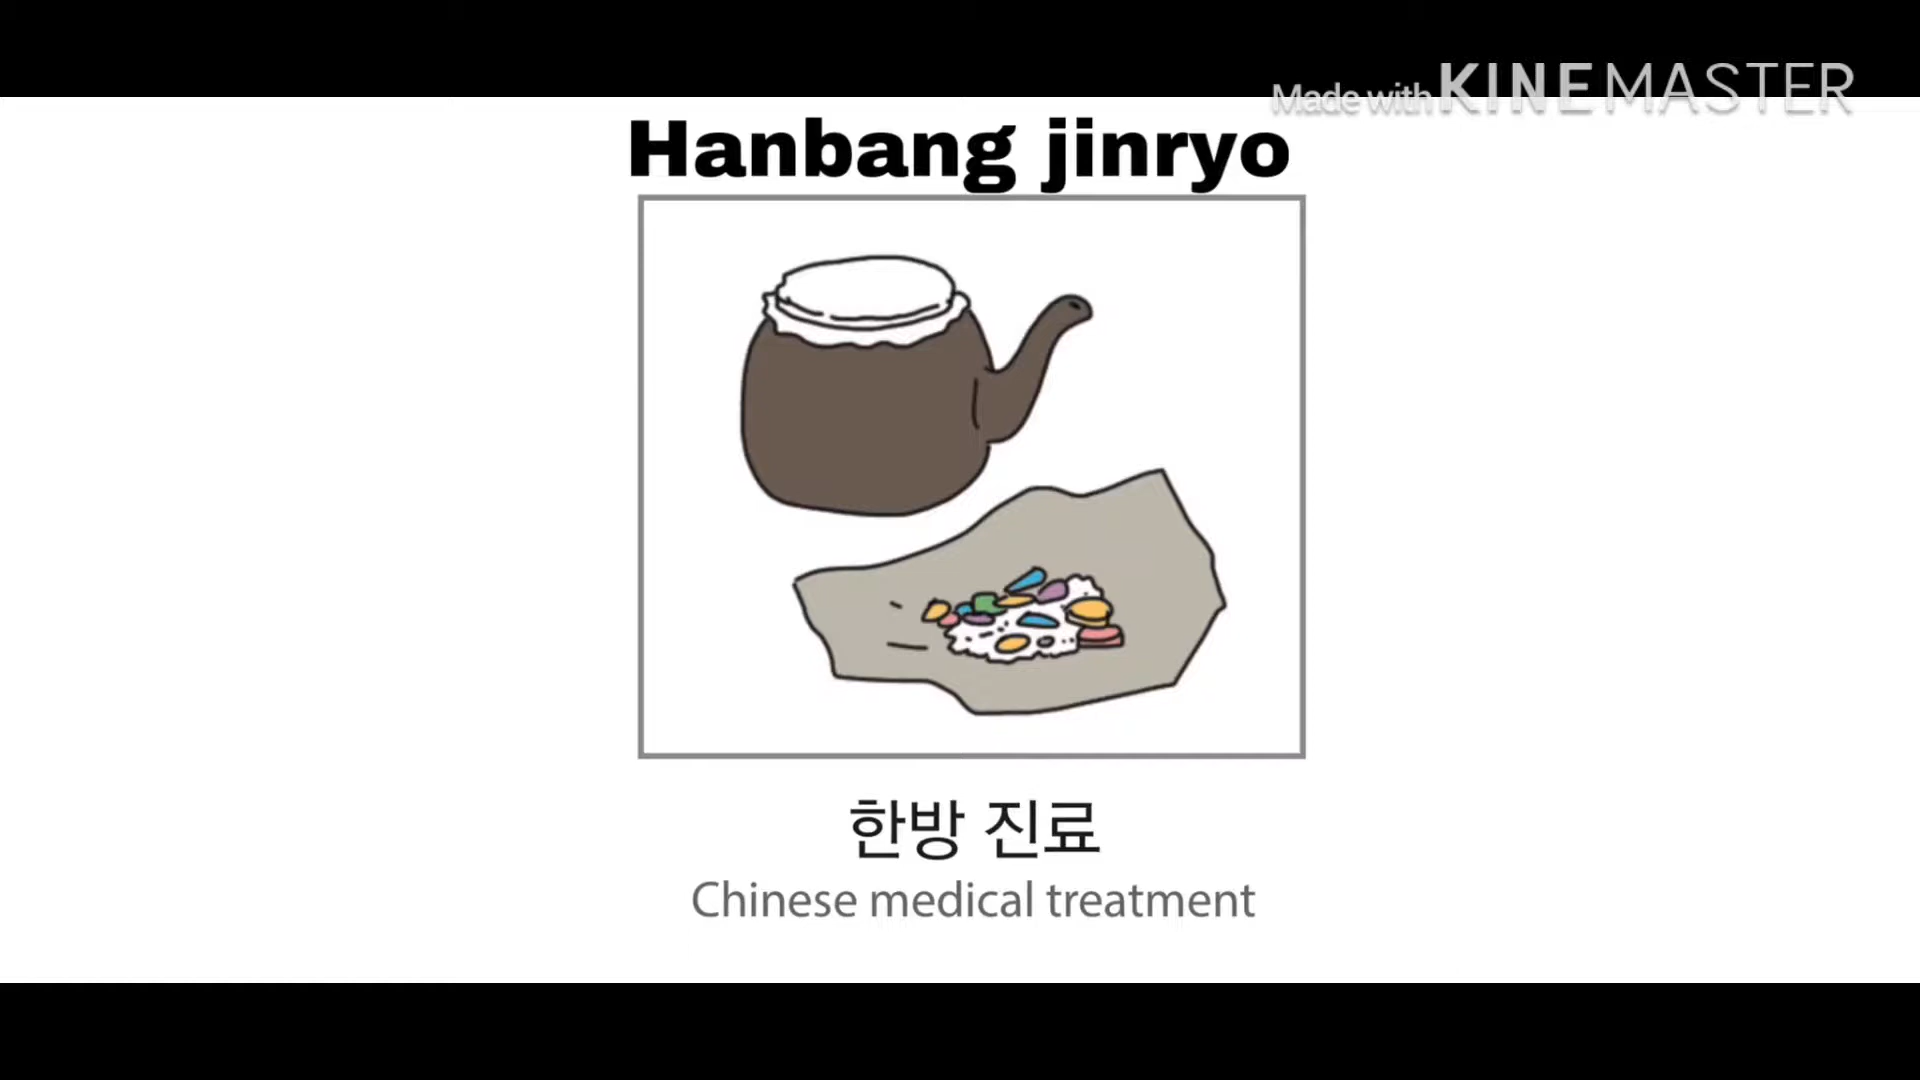 Made with KINEMASTER
Hanbang jinryo
한방 진료
Chinese medical treatment